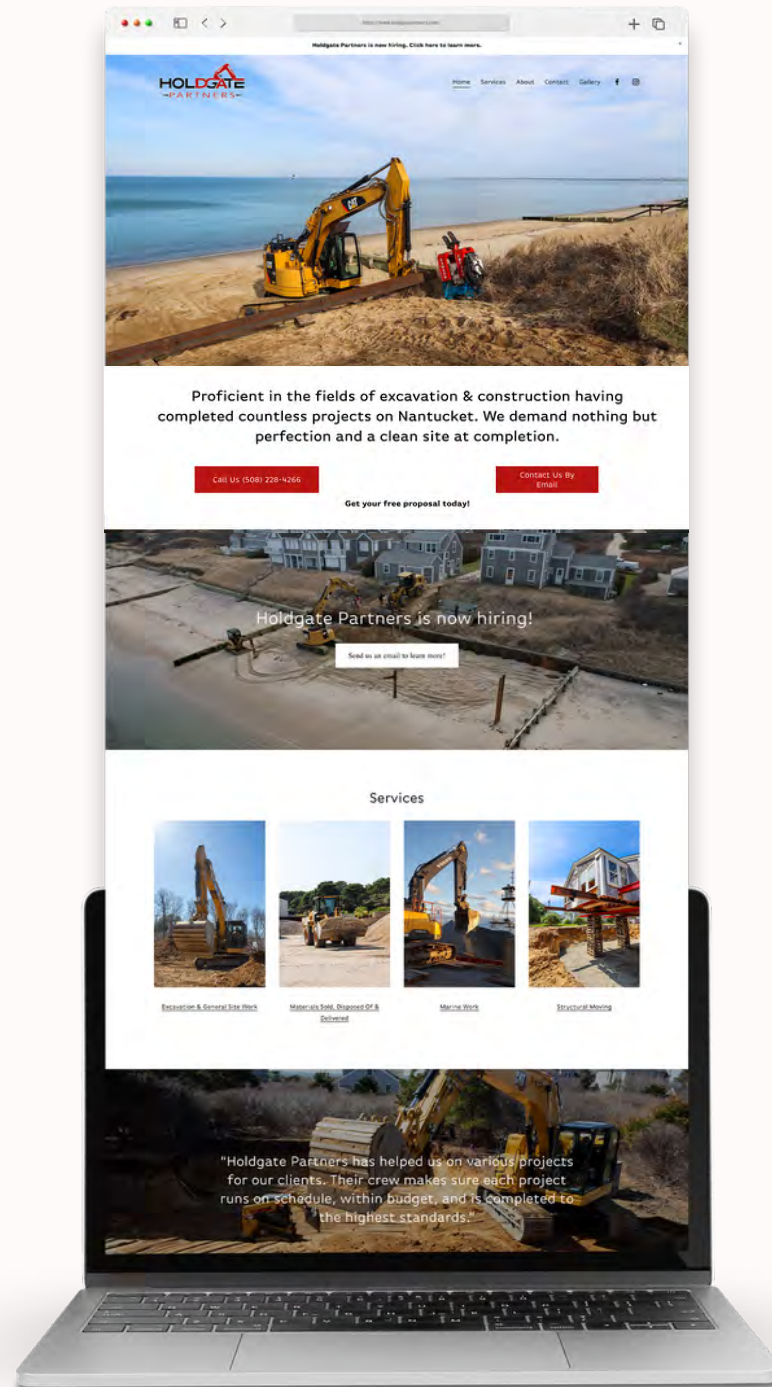 Holdgate Partners is now hiring. Click here to learn more.
HOLDGATE
PARTNERS
Home Services About Contact Gallery
CAT
Proficient in the fields of excavation & construction having
completed countless projects on Nantucket. We demand nothing but
perfection and a clean site at completion.
Call Us (508) 228-4266
Contact Us By
Email
Get your free proposal today!
Holdgate Partners is now hiring!
Send us an email to learn more!
Services
Excavation & General Site Work
Materials Sold, Disposed Of &
Delivered
Marine Work
Structural Moving
"Holdgate Partners has helped us on various projects
for our clients. Their crew makes sure each project
runs on schedule, within budget, and is completed to
the highest standards."